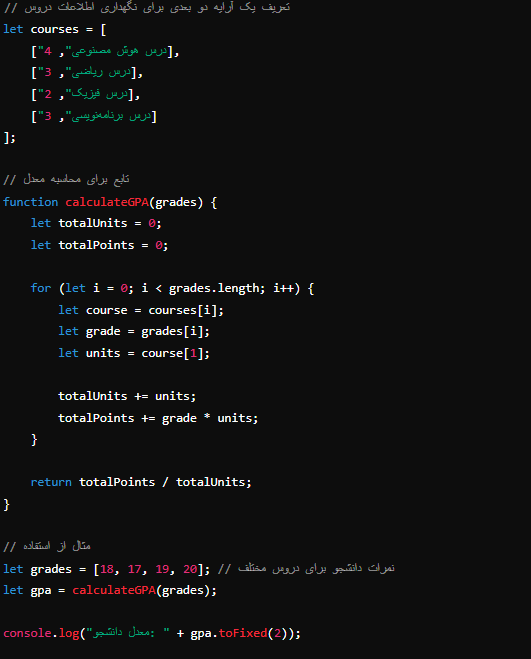 // تعریف یک آرایه دو بعدی برای نگهداری اطلاعات دروس
let courses = [
["درس هوش مصنوعی", 4],
["درس ریاضی", 3],
["درس فیزیک", 2],
["درس برنامه‌نویسی", 3]
];
// تابع برای محاسبه معدل
function calculateGPA(grades) {
let totalUnits = 0;
let totalPoints = 0;
for (let i = 0; i < grades.length; i++) {
let course = courses[i];
let grade = grades[i];
let units = course[1];
totalUnits += units;
totalPoints += grade * units;
}
return totalPoints / totalUnits;
}
// مثال از استفاده
let grades = [18, 17, 19, 20]; // نمرات دانشجو برای دروس مختلف
let gpa = calculateGPA(grades);
console.log("معدل دانشجو: " + gpa.toFixed(2));